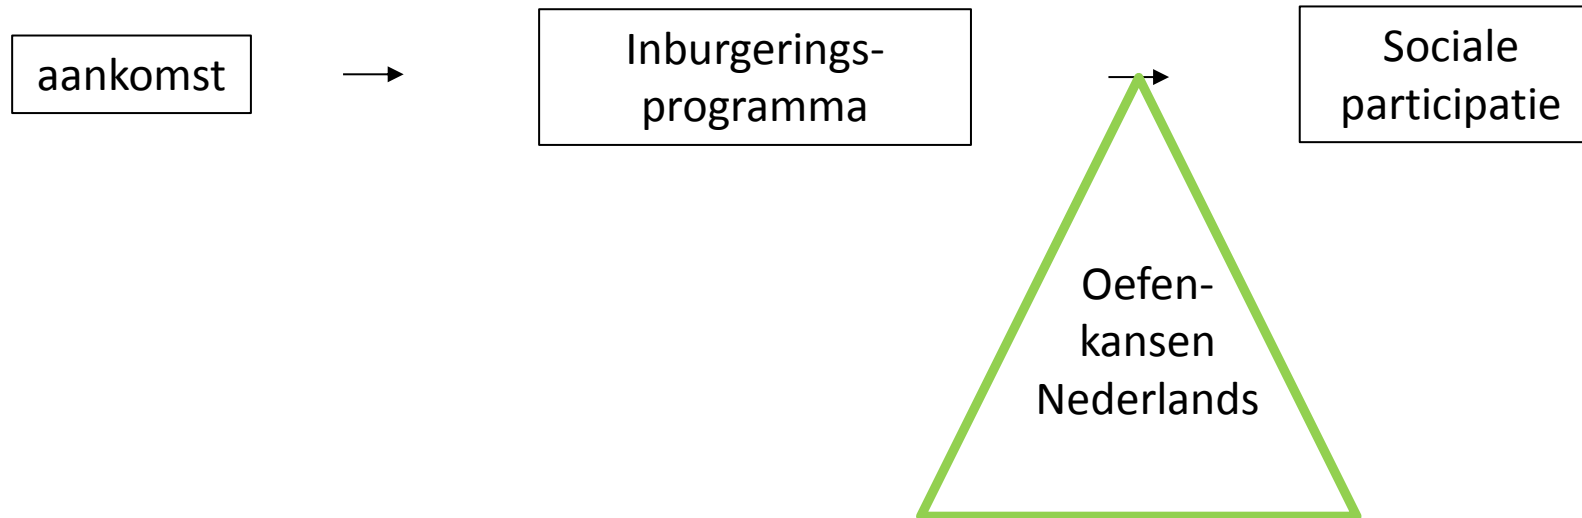 aankomst
Inburgerings-
programma
Sociale
participatie
Oefen-
kansen
Nederlands